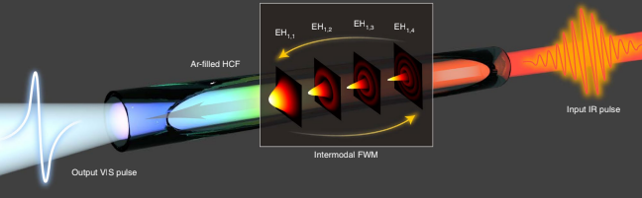 EH1,1
EH1,2
EH1,3
EH1,4
Ar-filled HCF
Input IR pulse
Intermodal FWM
Output VIS pulse